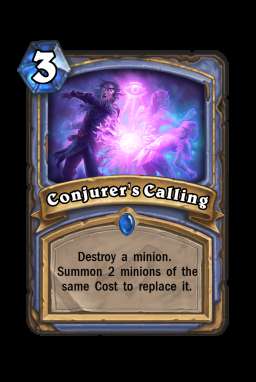 3
Conjurer's Calling
Destroy a minion.
Summon 2 minions of the
same Cost to replace it.